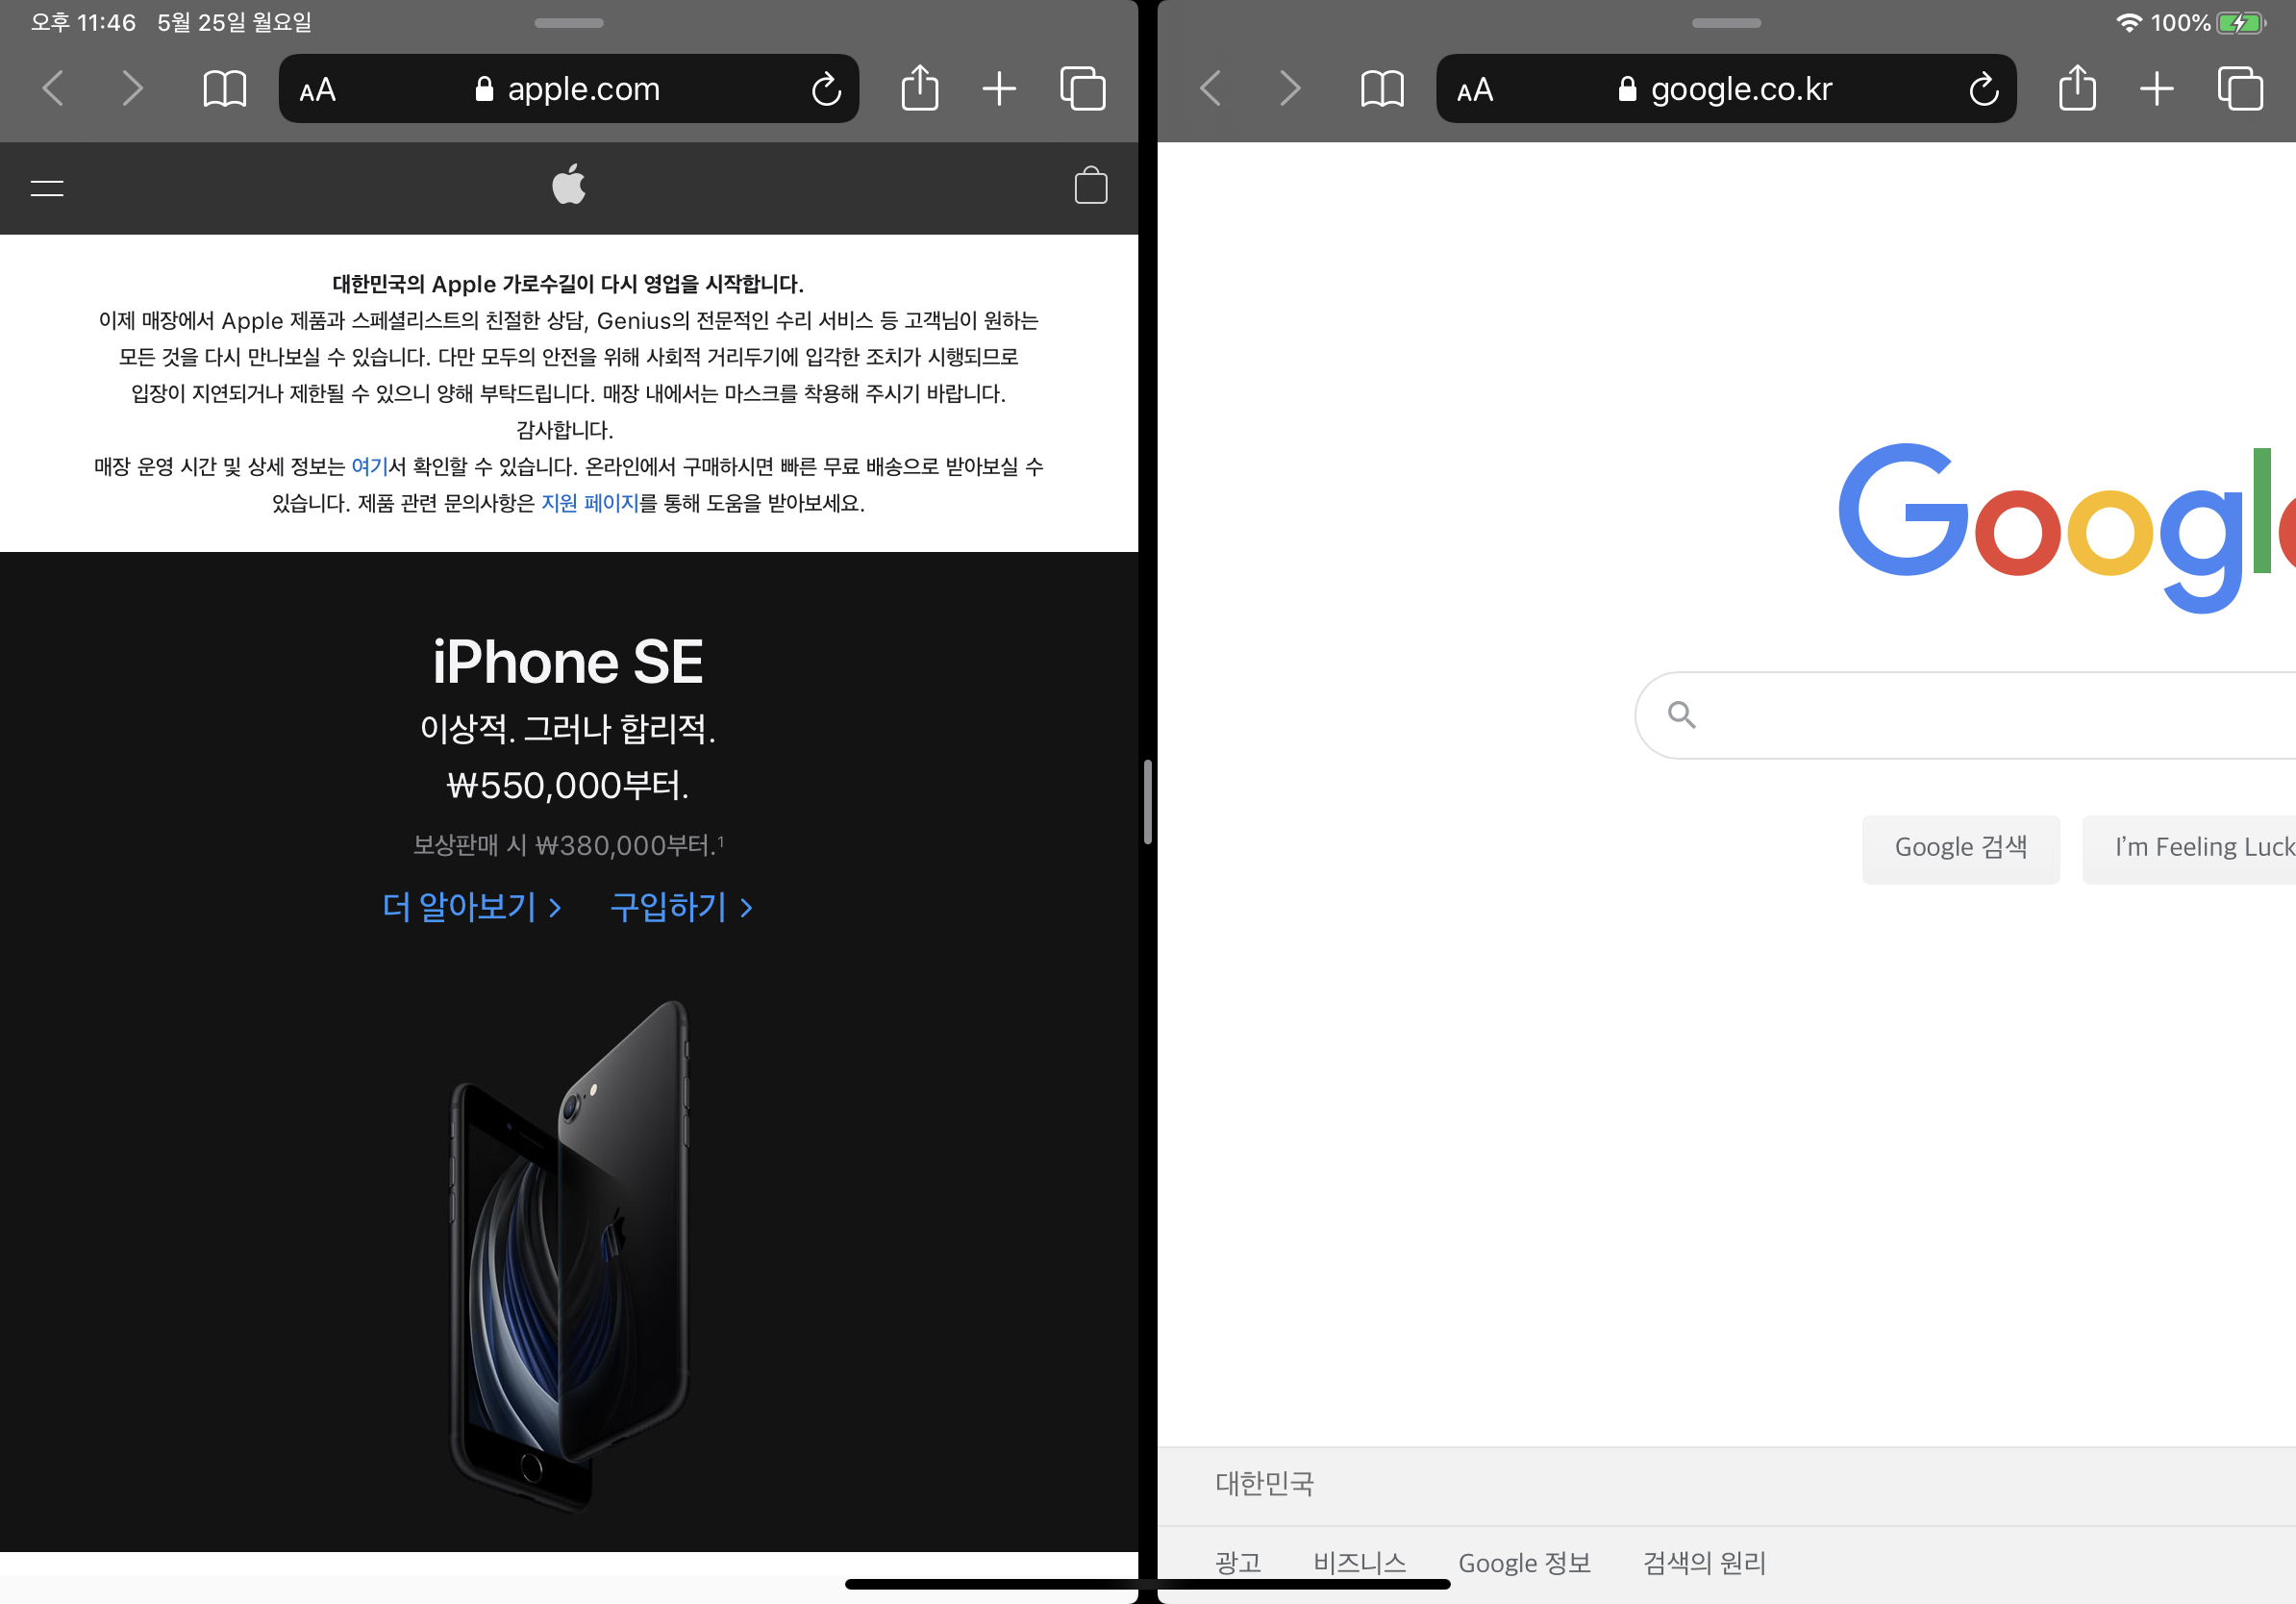 오후 11:46 5월 25일 월요일
100%
AA apple.com
대한민국의 Apple 가로수길이 다시 영업을 시작합니다.
이제 매장에서 Apple 제품과 스페셜리스트의 친절한 상담, Genius의 전문적인 수리 서비스 등 고객님이 원하는
모든 것을 다시 만나보실 수 있습니다. 다만 모두의 안전을 위해 사회적 거리두기에 입각한 조치가 시행되므로
입장이 지연되거나 제한될 수 있으니 양해 부탁드립니다. 매장 내에서는 마스크를 착용해 주시기 바랍니다.
감사합니다.
매장 운영 시간 및 상세 정보는 여기서 확인할 수 있습니다. 온라인에서 구매하시면 빠른 무료 배송으로 받아보실 수
있습니다. 제품 관련 문의사항은 지원 페이지를 통해 도움을 받아보세요.
iPhone SE
이상적. 그러나 합리적.
₩550,000부터.
보상판매 시 ₩380,000부터.¹
더 알아보기 >
구입하기 >
AA google.co.kr
Googl
Google 검색
I'm Feeling Luck
대한민국
광고 비즈니스 Google 정보 검색의 원리